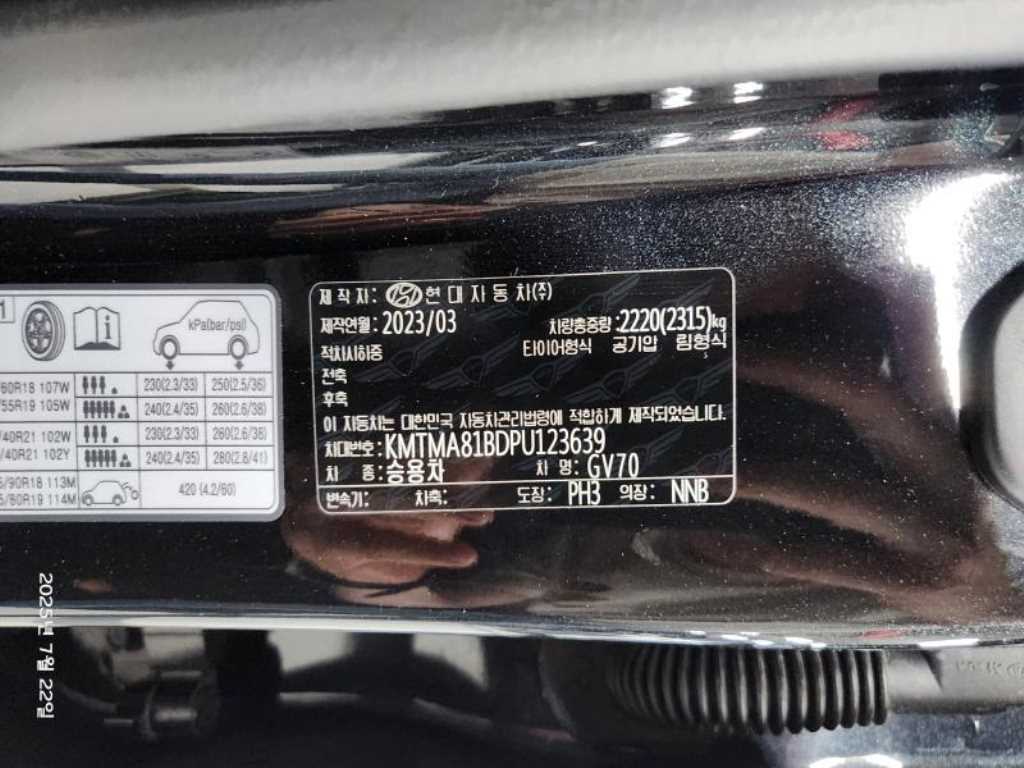 제작자: 현대자동차(주)
제작연월: 2023/03 차량총중량: 2220(2315)kg
적차시하중 타이어형식 공기압 림형식
전축
후축
이 자동차는 대한민국 자동차관리법령에 적합하게 제작되었습니다.
차대번호: KMTMA81BDPU123639
차 종: 승용차 차 명: GV70
변속기: 차축: 도장: PH3 의장: NNB
1
kPa(bar/psi)
/60R18 107W 230(2.3/33) 250(2.5/36)
/55R19 105W 240(2.4/35) 260(2.6/38)
/40R21 102W 230(2.3/33) 260(2.6/38)
/40R21 102Y 240(2.4/35) 280(2.8/41)
/90R18 113M 420 (4.2/60)
/80R19 114M
2025년 7월 22일